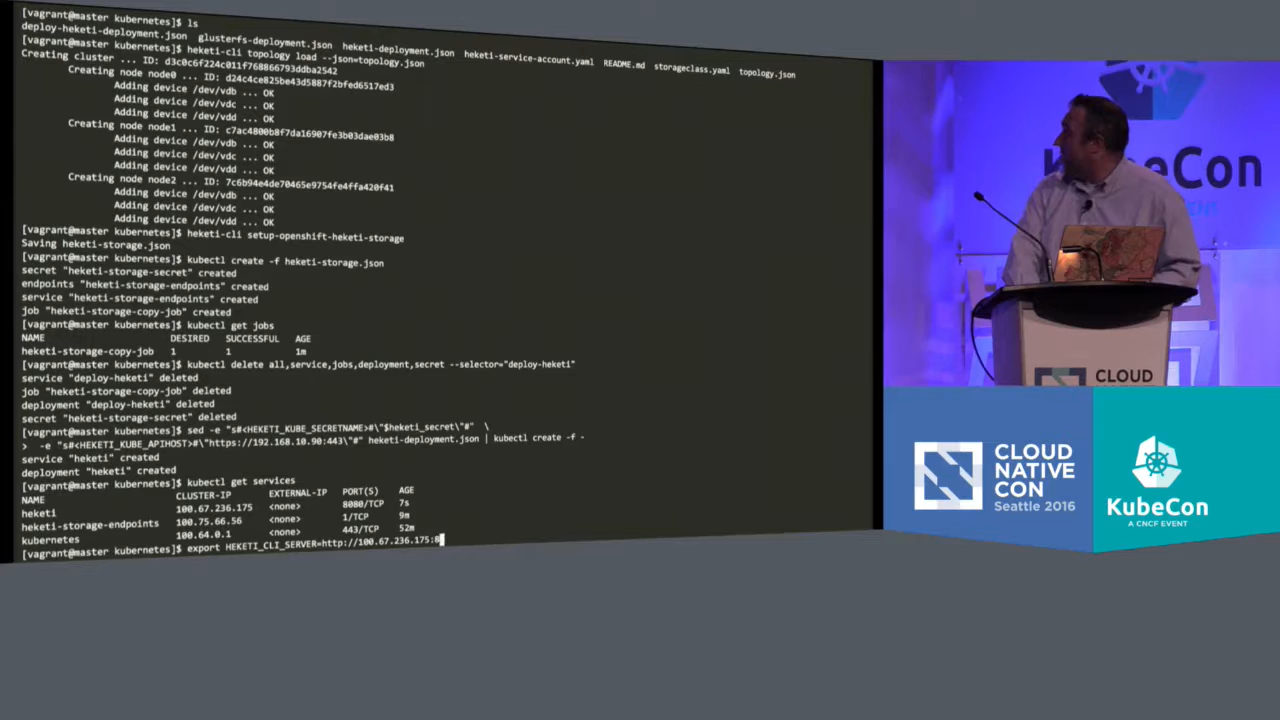 [vagrant@master kubernetes]$ ls
deploy-heketi-deployment.json  glusterfs-deployment.json  heketi-deployment.json  heketi-service-account.yaml  README.md  storageclass.yaml  topology.json
[vagrant@master kubernetes]$ heketi-cli topology load --json=topology.json
Creating cluster ... ID: d3c0c6f224c011f768866793ddba2542
Creating node node0 ... ID: d24c4ce825be43d5887f2bfed6517ed3
Adding device /dev/vdb ... OK
Adding device /dev/vdc ... OK
Adding device /dev/vdd ... OK
Creating node node1 ... ID: c7ac4800b8f7da16907fe3b03dae03b8
Adding device /dev/vdb ... OK
Adding device /dev/vdc ... OK
Adding device /dev/vdd ... OK
Creating node node2 ... ID: 7c6b94e4de70465e9754fe4ffa420f41
Adding device /dev/vdb ... OK
Adding device /dev/vdc ... OK
Adding device /dev/vdd ... OK
[vagrant@master kubernetes]$ heketi-cli setup-openshift-heketi-storage
Saving heketi-storage.json
[vagrant@master kubernetes]$ kubectl create -f heketi-storage.json
secret "heketi-storage-secret" created
endpoints "heketi-storage-endpoints" created
service "heketi-storage-endpoints" created
job "heketi-storage-copy-job" created
[vagrant@master kubernetes]$ kubectl get jobs
NAME DESIRED SUCCESSFUL AGE
heketi-storage-copy-job 1 1 1m
[vagrant@master kubernetes]$ kubectl delete all,service,jobs,deployment,secret --selector="deploy-heketi"
service "deploy-heketi" deleted
job "heketi-storage-copy-job" deleted
deployment "deploy-heketi" deleted
secret "heketi-storage-secret" deleted
[vagrant@master kubernetes]$ sed -e "s#<HEKETI_KUBE_SECRETNAME>#\"$heketi_secret\"#" \
> -e "s#<HEKETI_KUBE_APIHOST>#\"https://192.168.10.90:443\"#" heketi-deployment.json | kubectl create -f -
service "heketi" created
deployment "heketi" created
[vagrant@master kubernetes]$ kubectl get services
NAME CLUSTER-IP EXTERNAL-IP PORT(S) AGE
heketi 100.67.236.175 <none> 8080/TCP 7s
heketi-storage-endpoints 100.75.66.56 <none> 1/TCP 9m
kubernetes 100.64.0.1 <none> 443/TCP 52m
[vagrant@master kubernetes]$ export HEKETI_CLI_SERVER=http://100.67.236.175:8
KubeCon
CLOUD
CLOUD
NATIVE
CON
Seattle 2016
KubeCon
A CNCF EVENT